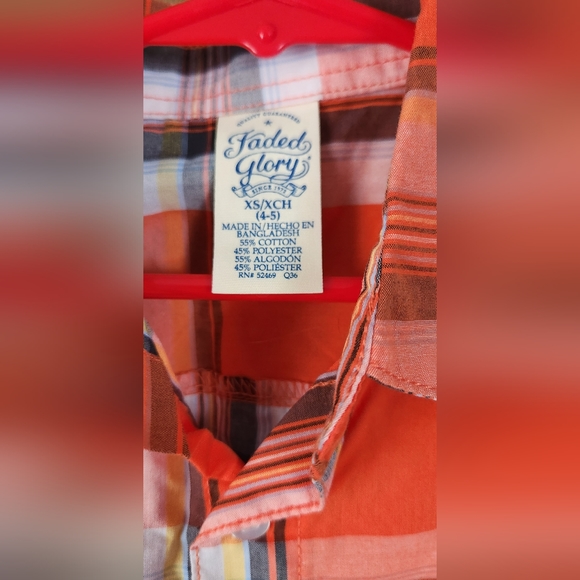 QUALITY GUARANTEED
Faded
Glory
SINCE 1972
XS/XCH
(4-5)
MADE IN/HECHO EN
BANGLADESH
55% COTTON
45% POLYESTER
55% ALGODÓN
45% POLIÉSTER
RN# 52469 Q36